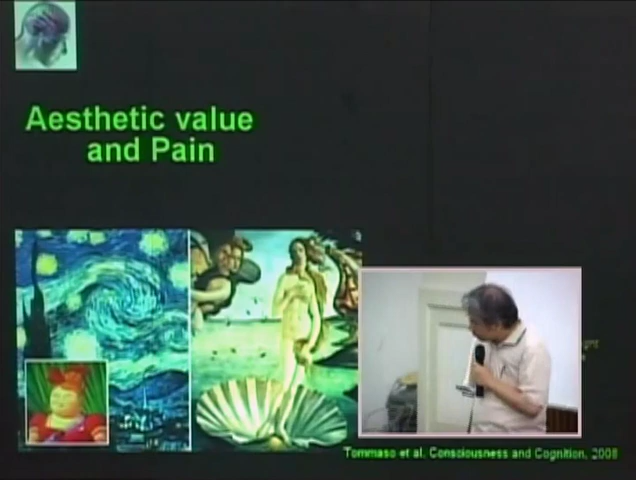 Aesthetic value
and Pain
Tommaso et al, Consciousness and Cognition, 2008